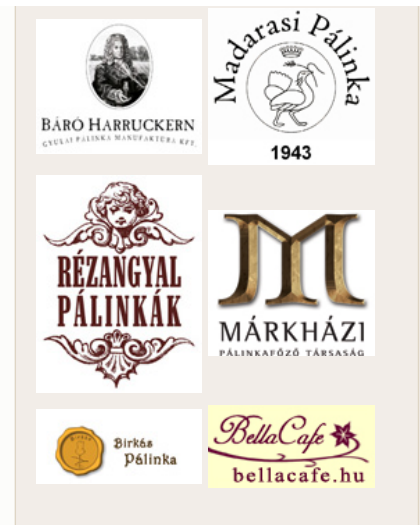 BÁRÓ HARRUCKERN
GYULAI PÁLINKA MANUFAKTÚRA KFT.
Madarasi Pálinka
1943
RÉZANGYAL
PÁLINKÁK
M
MÁRKHÁZI
PÁLINKAFŐZŐ TÁRSASÁG
Birkás
Pálinka
BellaCafe
bellacafe.hu